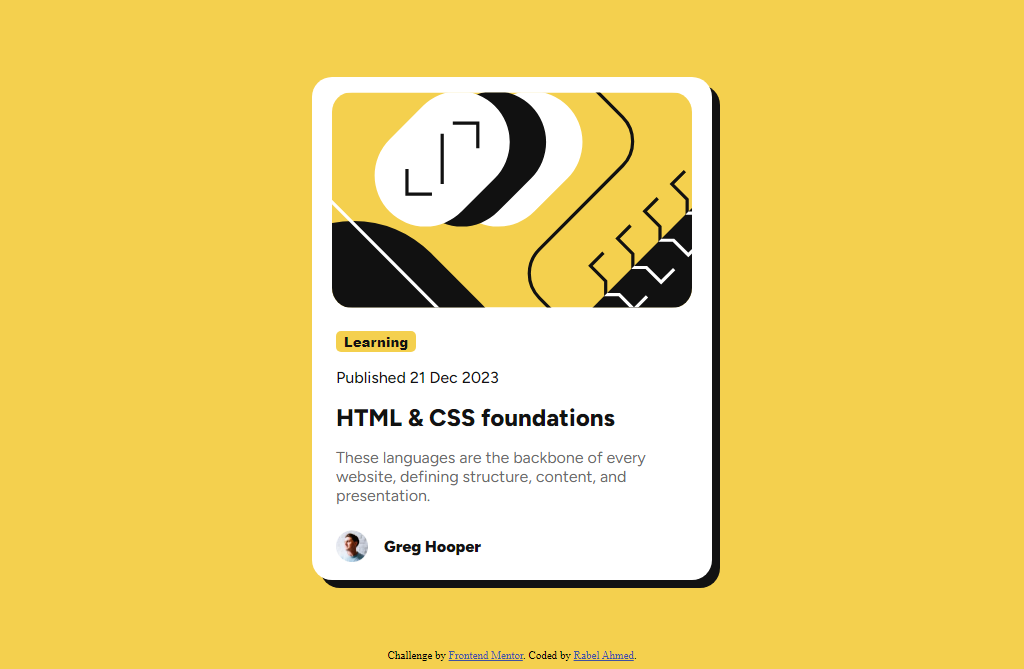 Learning
Published 21 Dec 2023
HTML & CSS foundations
These languages are the backbone of every
website, defining structure, content, and
presentation.
Greg Hooper
Challenge by Frontend Mentor. Coded by Rabel Ahmed.